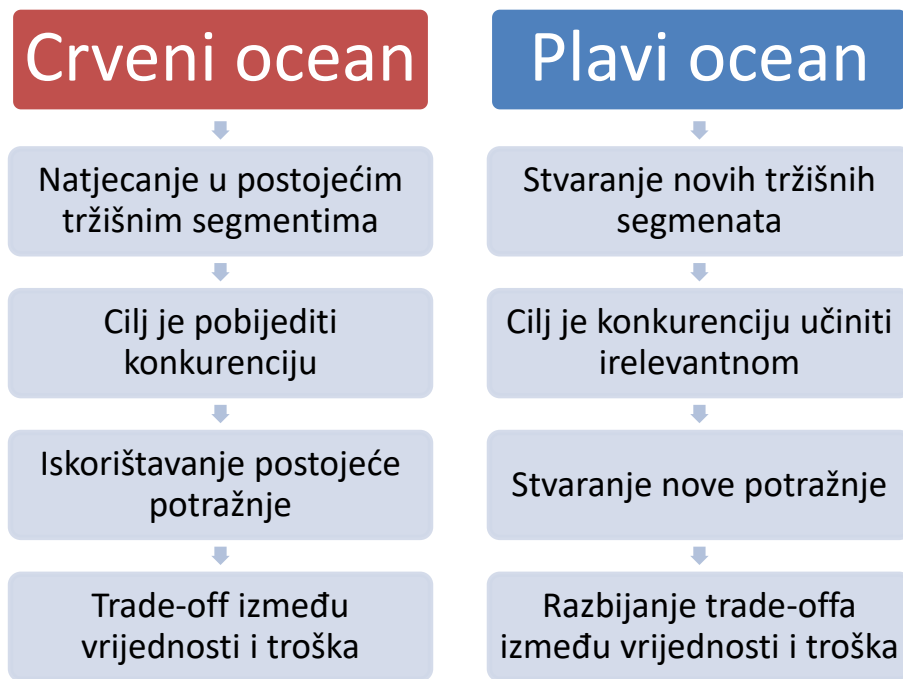 Crveni ocean
Natjecanje u postojećim
tržišnim segmentima
Cilj je pobijediti
konkurenciju
Iskorištavanje postojeće
potražnje
Trade-off između
vrijednosti i troška
Plavi ocean
Stvaranje novih tržišnih
segmenata
Cilj je konkurenciju učiniti
irelevantnom
Stvaranje nove potražnje
Razbijanje trade-offa
između vrijednosti i troška